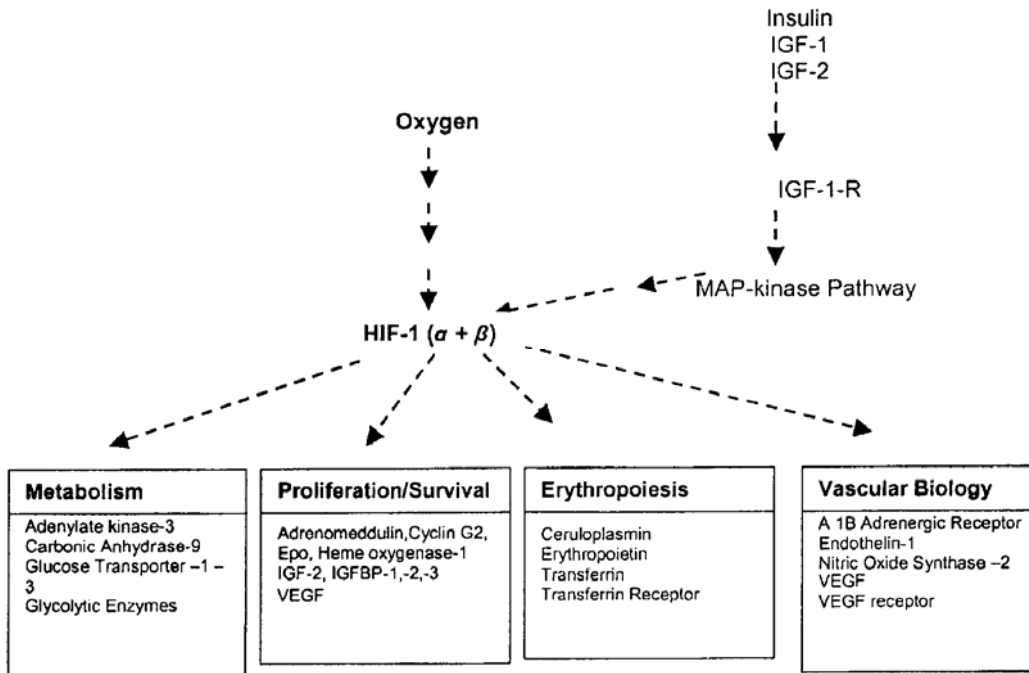 Insulin
IGF-1
IGF-2
Oxygen
IGF-1-R
MAP-kinase Pathway
HIF-1 (α + β)
Metabolism
Adenylate kinase-3
Carbonic Anhydrase-9
Glucose Transporter –1 –
3
Glycolytic Enzymes
Proliferation/Survival
Adrenomeddulin,Cyclin G2,
Epo, Heme oxygenase-1
IGF-2, IGFBP-1,-2,-3
VEGF
Erythropoiesis
Ceruloplasmin
Erythropoietin
Transferrin
Transferrin Receptor
Vascular Biology
A 1B Adrenergic Receptor
Endothelin-1
Nitric Oxide Synthase –2
VEGF
VEGF receptor